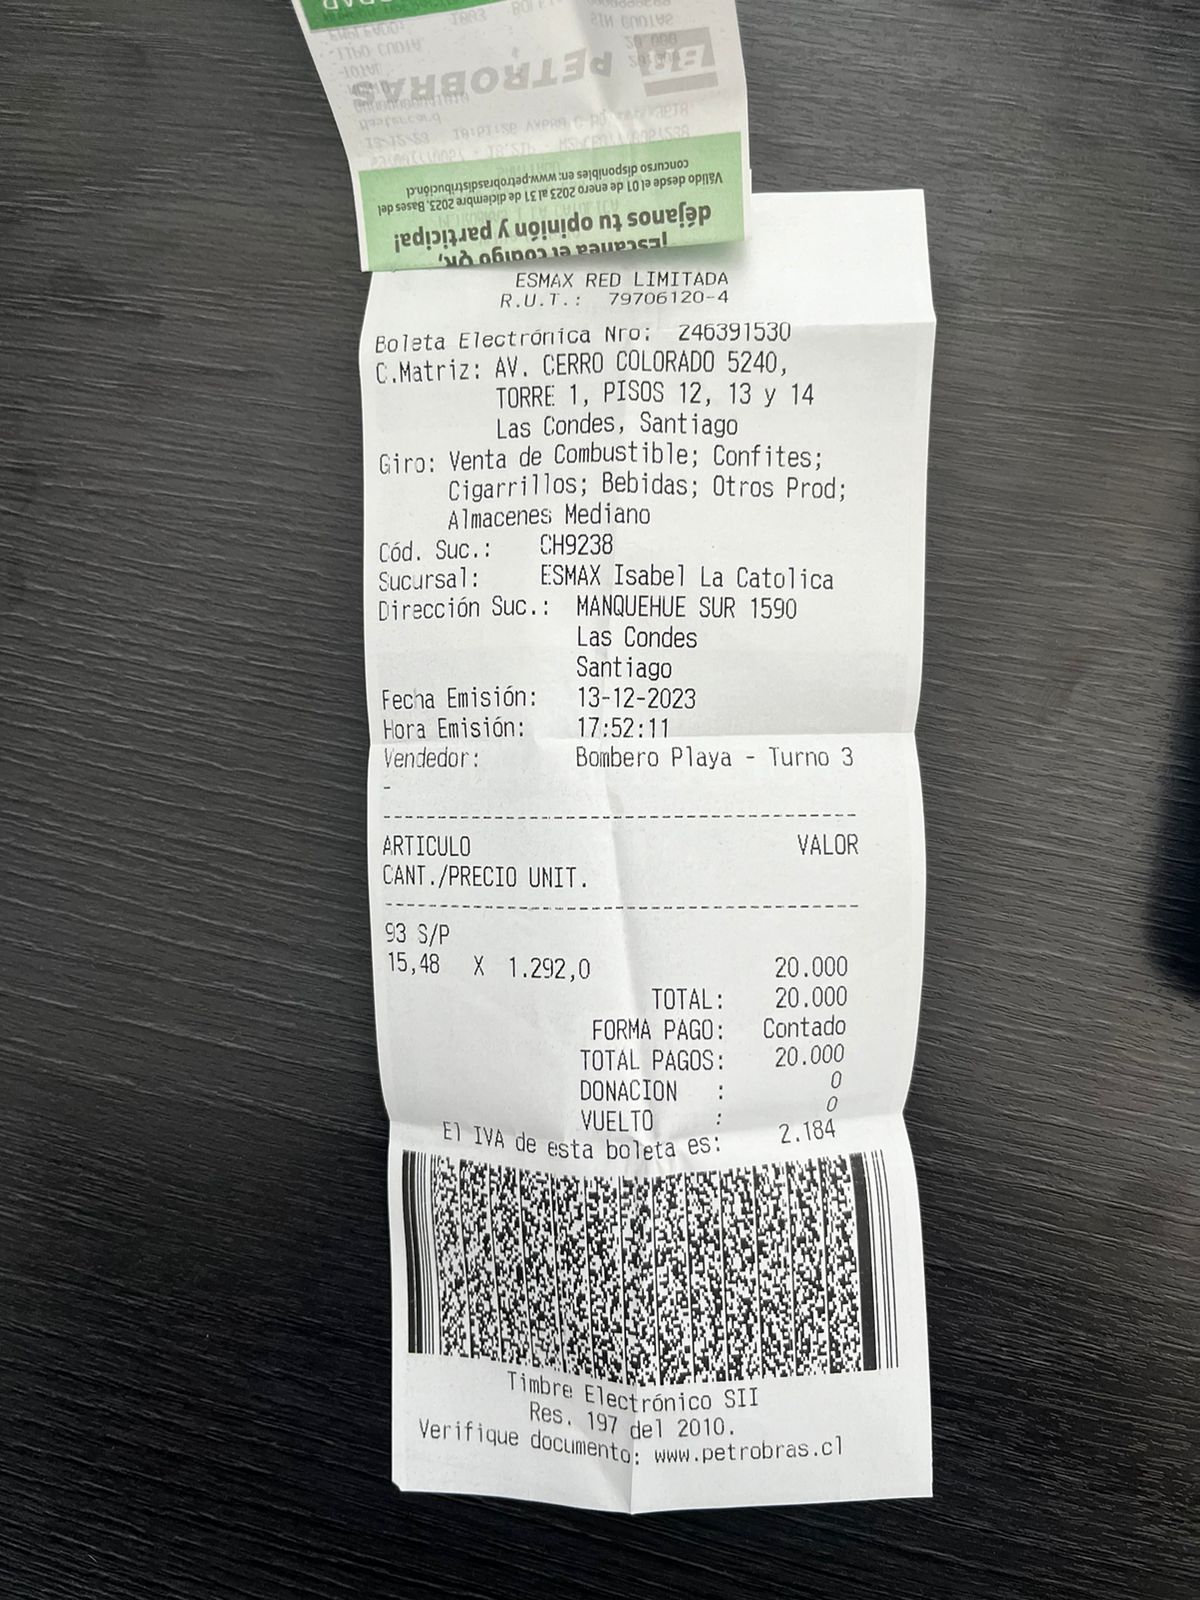 ¡Escanea el código QR,
déjanos tu opinión y participa!
Válido desde el 01 de enero 2023 al 31 de diciembre 2023. Bases del
concurso disponibles en: www.petrobrasdistribución.cl
PETROBRAS
ESMAX RED LIMITADA
R.U.T.: 79706120-4
Boleta Electrónica Nro: 246391530
C.Matriz: AV. CERRO COLORADO 5240,
TORRE 1, PISOS 12, 13 y 14
Las Condes, Santiago
Giro: Venta de Combustible; Confites;
Cigarrillos; Bebidas; Otros Prod;
Almacenes Mediano
Cód. Suc.: CH9238
Sucursal: ESMAX Isabel La Catolica
Dirección Suc.: MANQUEHUE SUR 1590
Las Condes
Santiago
Fecha Emisión: 13-12-2023
Hora Emisión: 17:52:11
Vendedor: Bombero Playa - Turno 3
-
--------------------------------
ARTICULO VALOR
CANT./PRECIO UNIT.
--------------------------------
93 S/P
15,48 X 1.292,0 20.000
TOTAL: 20.000
FORMA PAGO: Contado
TOTAL PAGOS: 20.000
DONACION : 0
VUELTO : 0
El IVA de esta boleta es: 2.184
Timbre Electrónico SII
Res. 197 del 2010.
Verifique documento: www.petrobras.cl